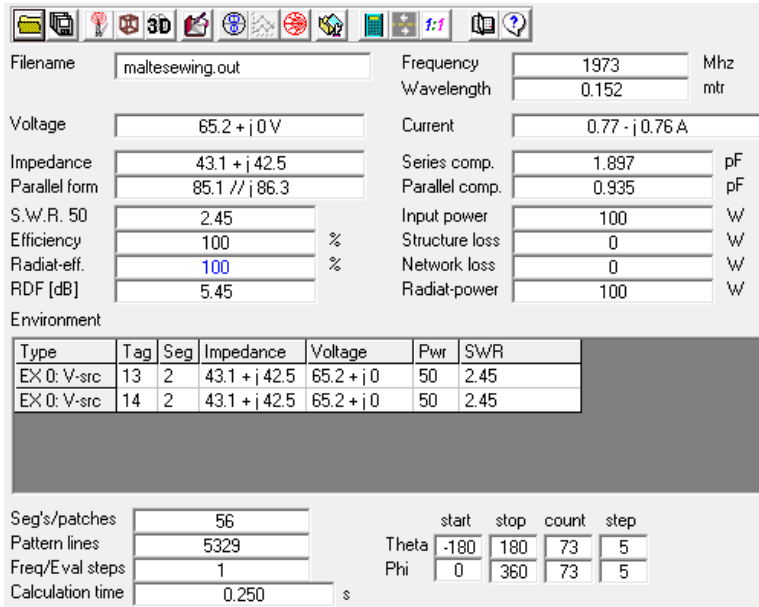 3D 1:1
Filename maltesewing.out Frequency 1973 Mhz
Wavelength 0.152 mtr
Voltage 65.2 + j 0 V Current 0.77 - j 0.76 A
Impedance 43.1 + j 42.5 Series comp. 1.897 pF
Parallel form 85.1 // j 86.3 Parallel comp. 0.935 pF
S.W.R. 50 2.45 Input power 100 W
Efficiency 100 % Structure loss 0 W
Radiat-eff. 100 % Network loss 0 W
RDF [dB] 5.45 Radiat-power 100 W
Environment
Type Tag Seg Impedance Voltage Pwr SWR
EX 0: V-src 13 2 43.1 + j 42.5 65.2 + j 0 50 2.45
EX 0: V-src 14 2 43.1 + j 42.5 65.2 + j 0 50 2.45
Seg's/patches 56 start stop count step
Pattern lines 5329 Theta -180 180 73 5
Freq/Eval steps 1 Phi 0 360 73 5
Calculation time 0.250 s